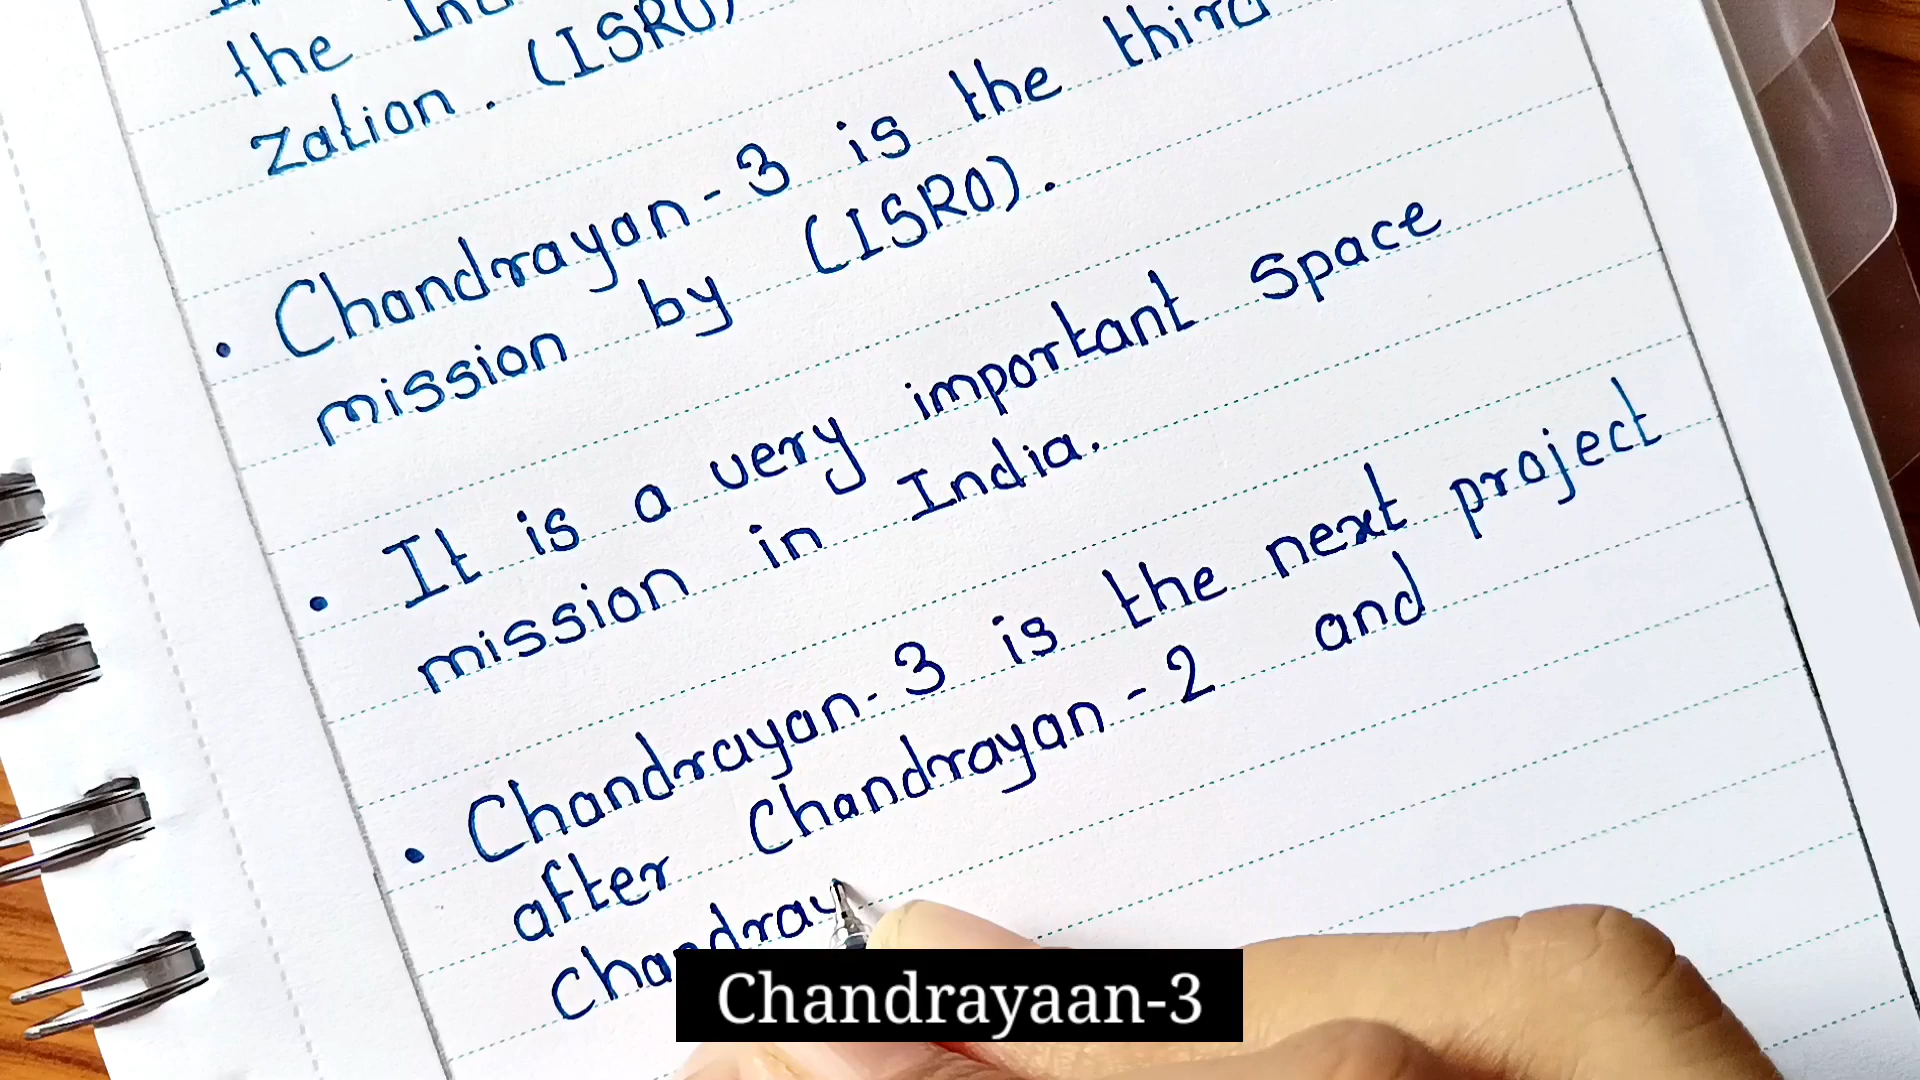 the
zation. (ISRO)
• Chandrayan-3 is the third
mission by (ISRO).
• It is a very important Space
mission in India.
• Chandrayan-3 is the next project
after Chandrayan-2 and
Chandray
Chandrayaan-3